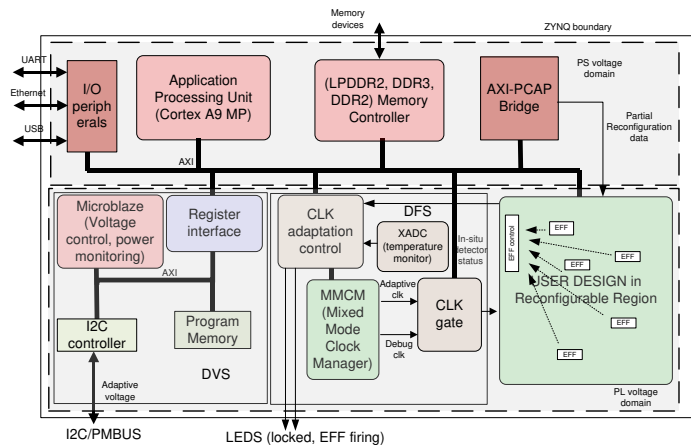 Memory
devices
ZYNQ boundary
UART
Ethernet
USB
I/O
periph
erals
Application
Processing Unit
(Cortex A9 MP)
(LPDDR2, DDR3,
DDR2) Memory
Controller
AXI-PCAP
Bridge
PS voltage
domain
Partial
Reconfiguration
data
AXI
Microblaze
(Voltage
control, power
monitoring)
Register
interface
AXI
I2C
controller
Program
Memory
Adaptive
voltage
DVS
CLK
adaptation
control
DFS
XADC
(temperature
monitor)
In-situ
detector
status
MMCM
(Mixed
Mode
Clock
Manager)
Adaptive
clk
Debug
clk
CLK
gate
EFF control
EFF
EFF
EFF
EFF
EFF
USER DESIGN in
Reconfigurable
Region
PL voltage
domain
I2C/PMBUS
LEDS (locked, EFF firing)